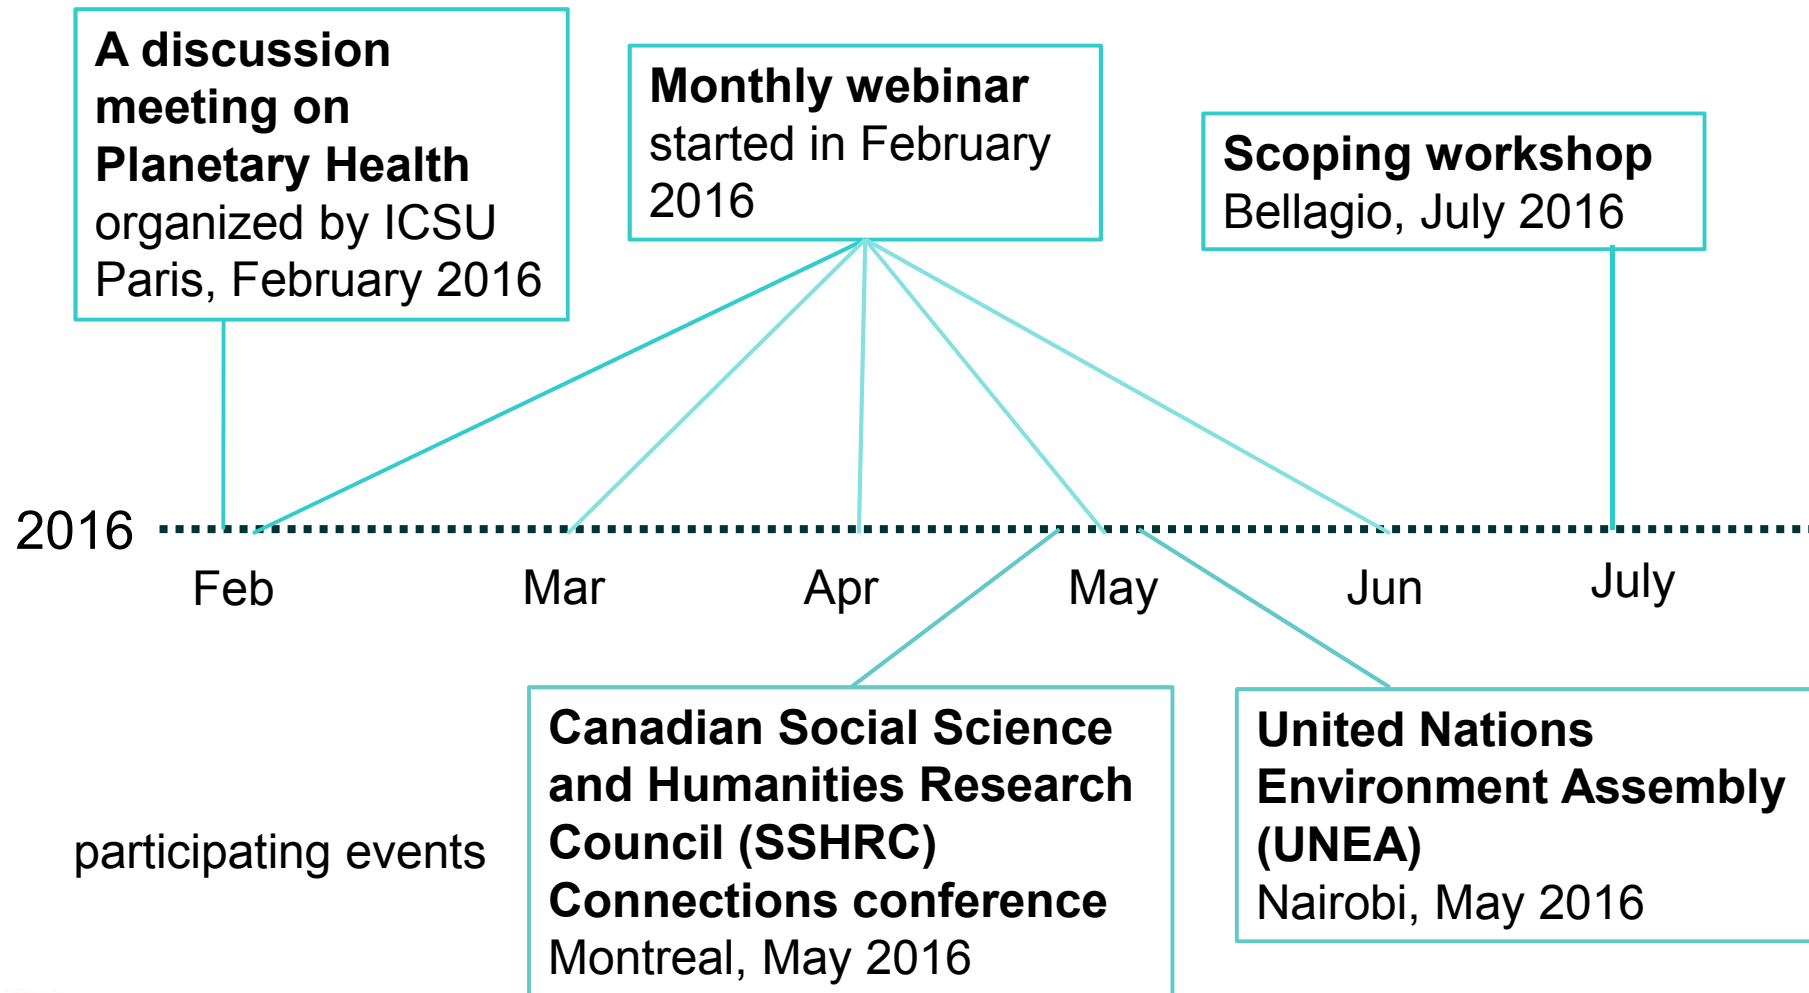 A discussion
meeting on
Planetary Health
organized by ICSU
Paris, February 2016
Monthly webinar
started in February
2016
Scoping workshop
Bellagio, July 2016
2016
Feb
Mar
Apr
May
Jun
July
participating events
Canadian Social Science
and Humanities Research
Council (SSHRC)
Connections conference
Montreal, May 2016
United Nations
Environment Assembly
(UNEA)
Nairobi, May 2016